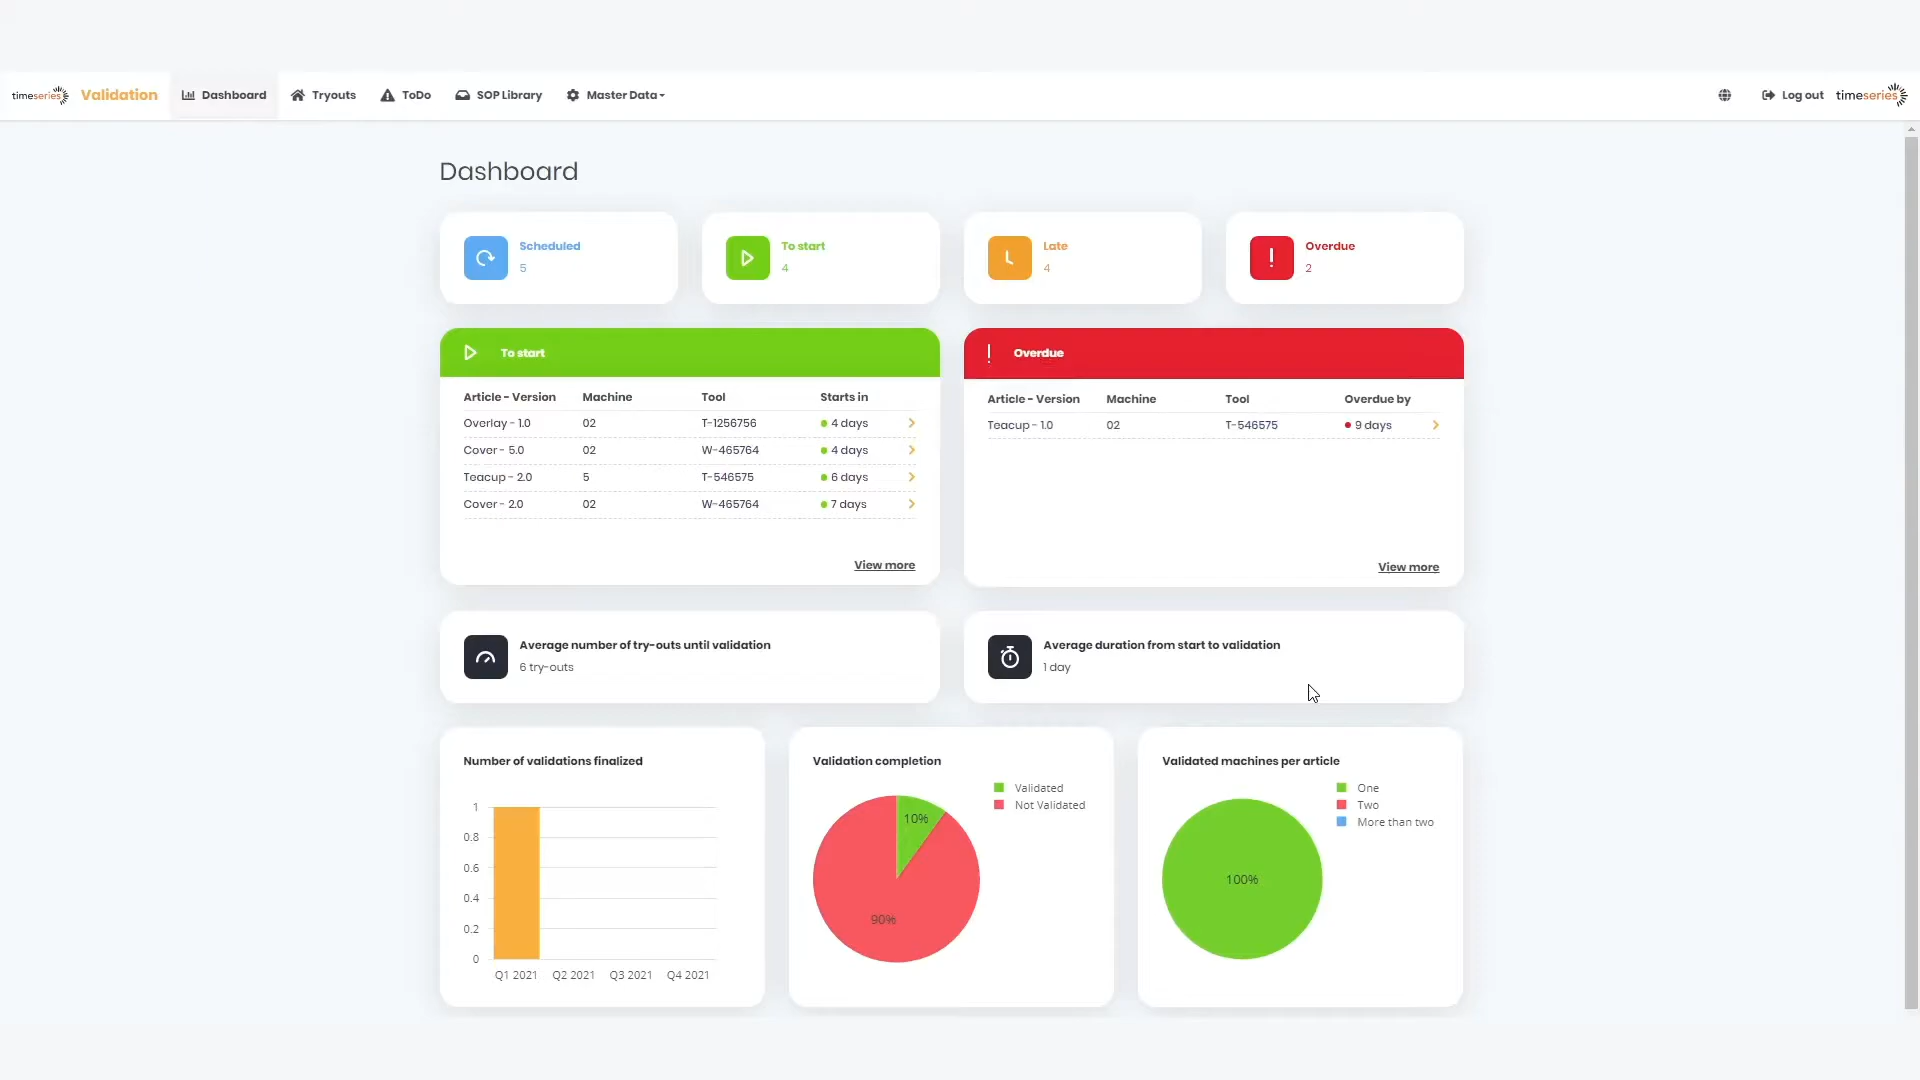 timeseries Validation Dashboard Tryouts ToDo SOP Library Master Data Log out timeseries
Dashboard
Scheduled
5
To start
4
Late
4
Overdue
2
To start
Article - Version Machine Tool Starts in
Overlay - 1.0 02 T-1256756 4 days
Cover - 5.0 02 W-465764 4 days
Teacup - 2.0 5 T-546575 6 days
Cover - 2.0 02 W-465764 7 days
View more
Overdue
Article - Version Machine Tool Overdue by
Teacup - 1.0 02 T-546575 9 days
View more
Average number of try-outs until validation
6 try-outs
Average duration from start to validation
1 day
Number of validations finalized
1
0.8
0.6
0.4
0.2
0
Q1 2021 Q2 2021 Q3 2021 Q4 2021
Validation completion
Validated
Not Validated
10%
90%
Validated machines per article
One
Two
More than two
100%